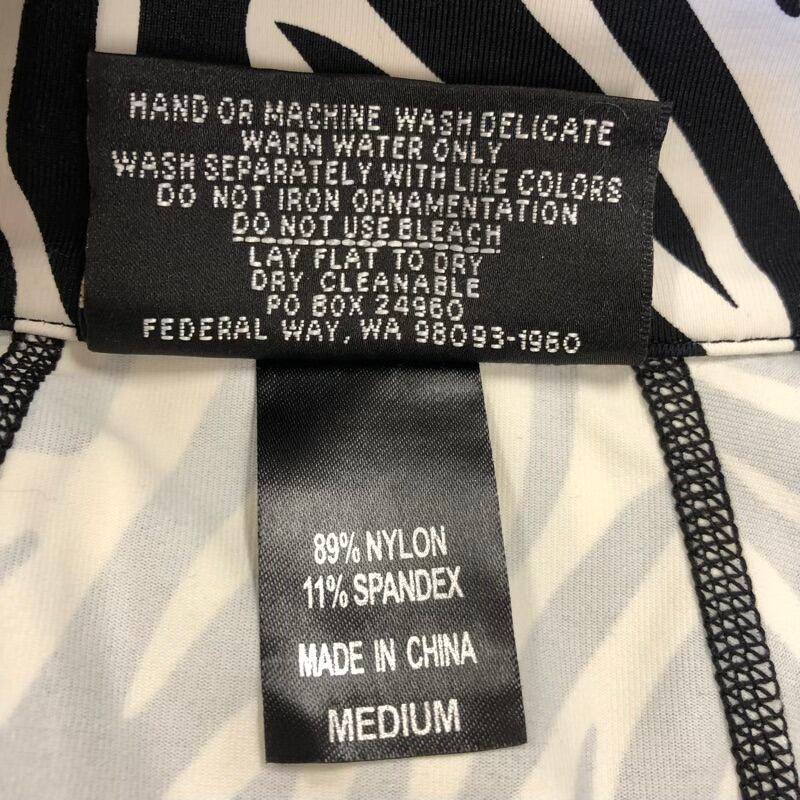 HAND OR MACHINE WASH DELICATE
WARM WATER ONLY
WASH SEPARATELY WITH LIKE COLORS
DO NOT IRON ORNAMENTATION
DO NOT USE BLEACH
LAY FLAT TO DRY
DRY CLEANABLE
PO BOX 24960
FEDERAL WAY, WA 98093-1960
89% NYLON
11% SPANDEX
MADE IN CHINA
MEDIUM